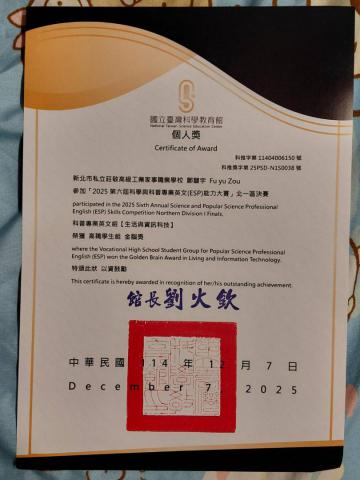 國立臺灣科學教育館
National Taiwan Science Education Center
個人獎
Certificate of Award
科推字第 11404006150 號
科推獎字第 25PSD-N1S0038 號
新北市私立莊敬高級工業家事職業學校 鄒馥宇 Fu yu Zou
參加「2025 第六屆科學與科普專業英文(ESP)能力大賽」北一區決賽
participated in the 2025 Sixth Annual Science and Popular Science Professional
English (ESP) Skills Competition Northern Division I Finals.
科普專業英文組【生活與資訊科技】
榮獲 高職學生組 金腦獎
where the Vocational High School Student Group for Popular Science Professional
English (ESP) won the Golden Brain Award in Living and Information Technology.
特頒此狀 以資鼓勵
This certificate is hereby awarded in recognition of her/his outstanding achievement.
館長 劉火欽
中華民國 114 年 12 月 7 日
December 7 2025